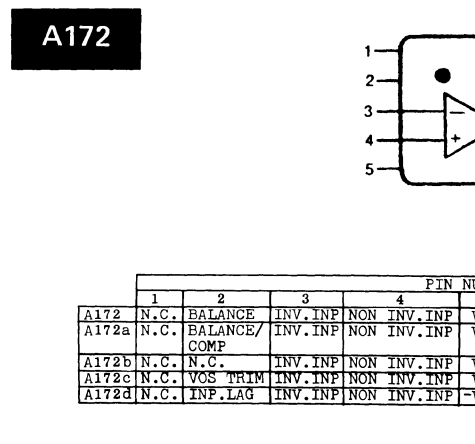 A172
1
2
3 −
4 +
5
PIN NU
1 2 3 4
A172 N.C. BALANCE INV.INP NON INV.INP V
A172a N.C. BALANCE/ INV.INP NON INV.INP V
COMP
A172b N.C. N.C. INV.INP NON INV.INP V
A172c N.C. VOS TRIM INV.INP NON INV.INP V
A172d N.C. INP.LAG INV.INP NON INV.INP -V